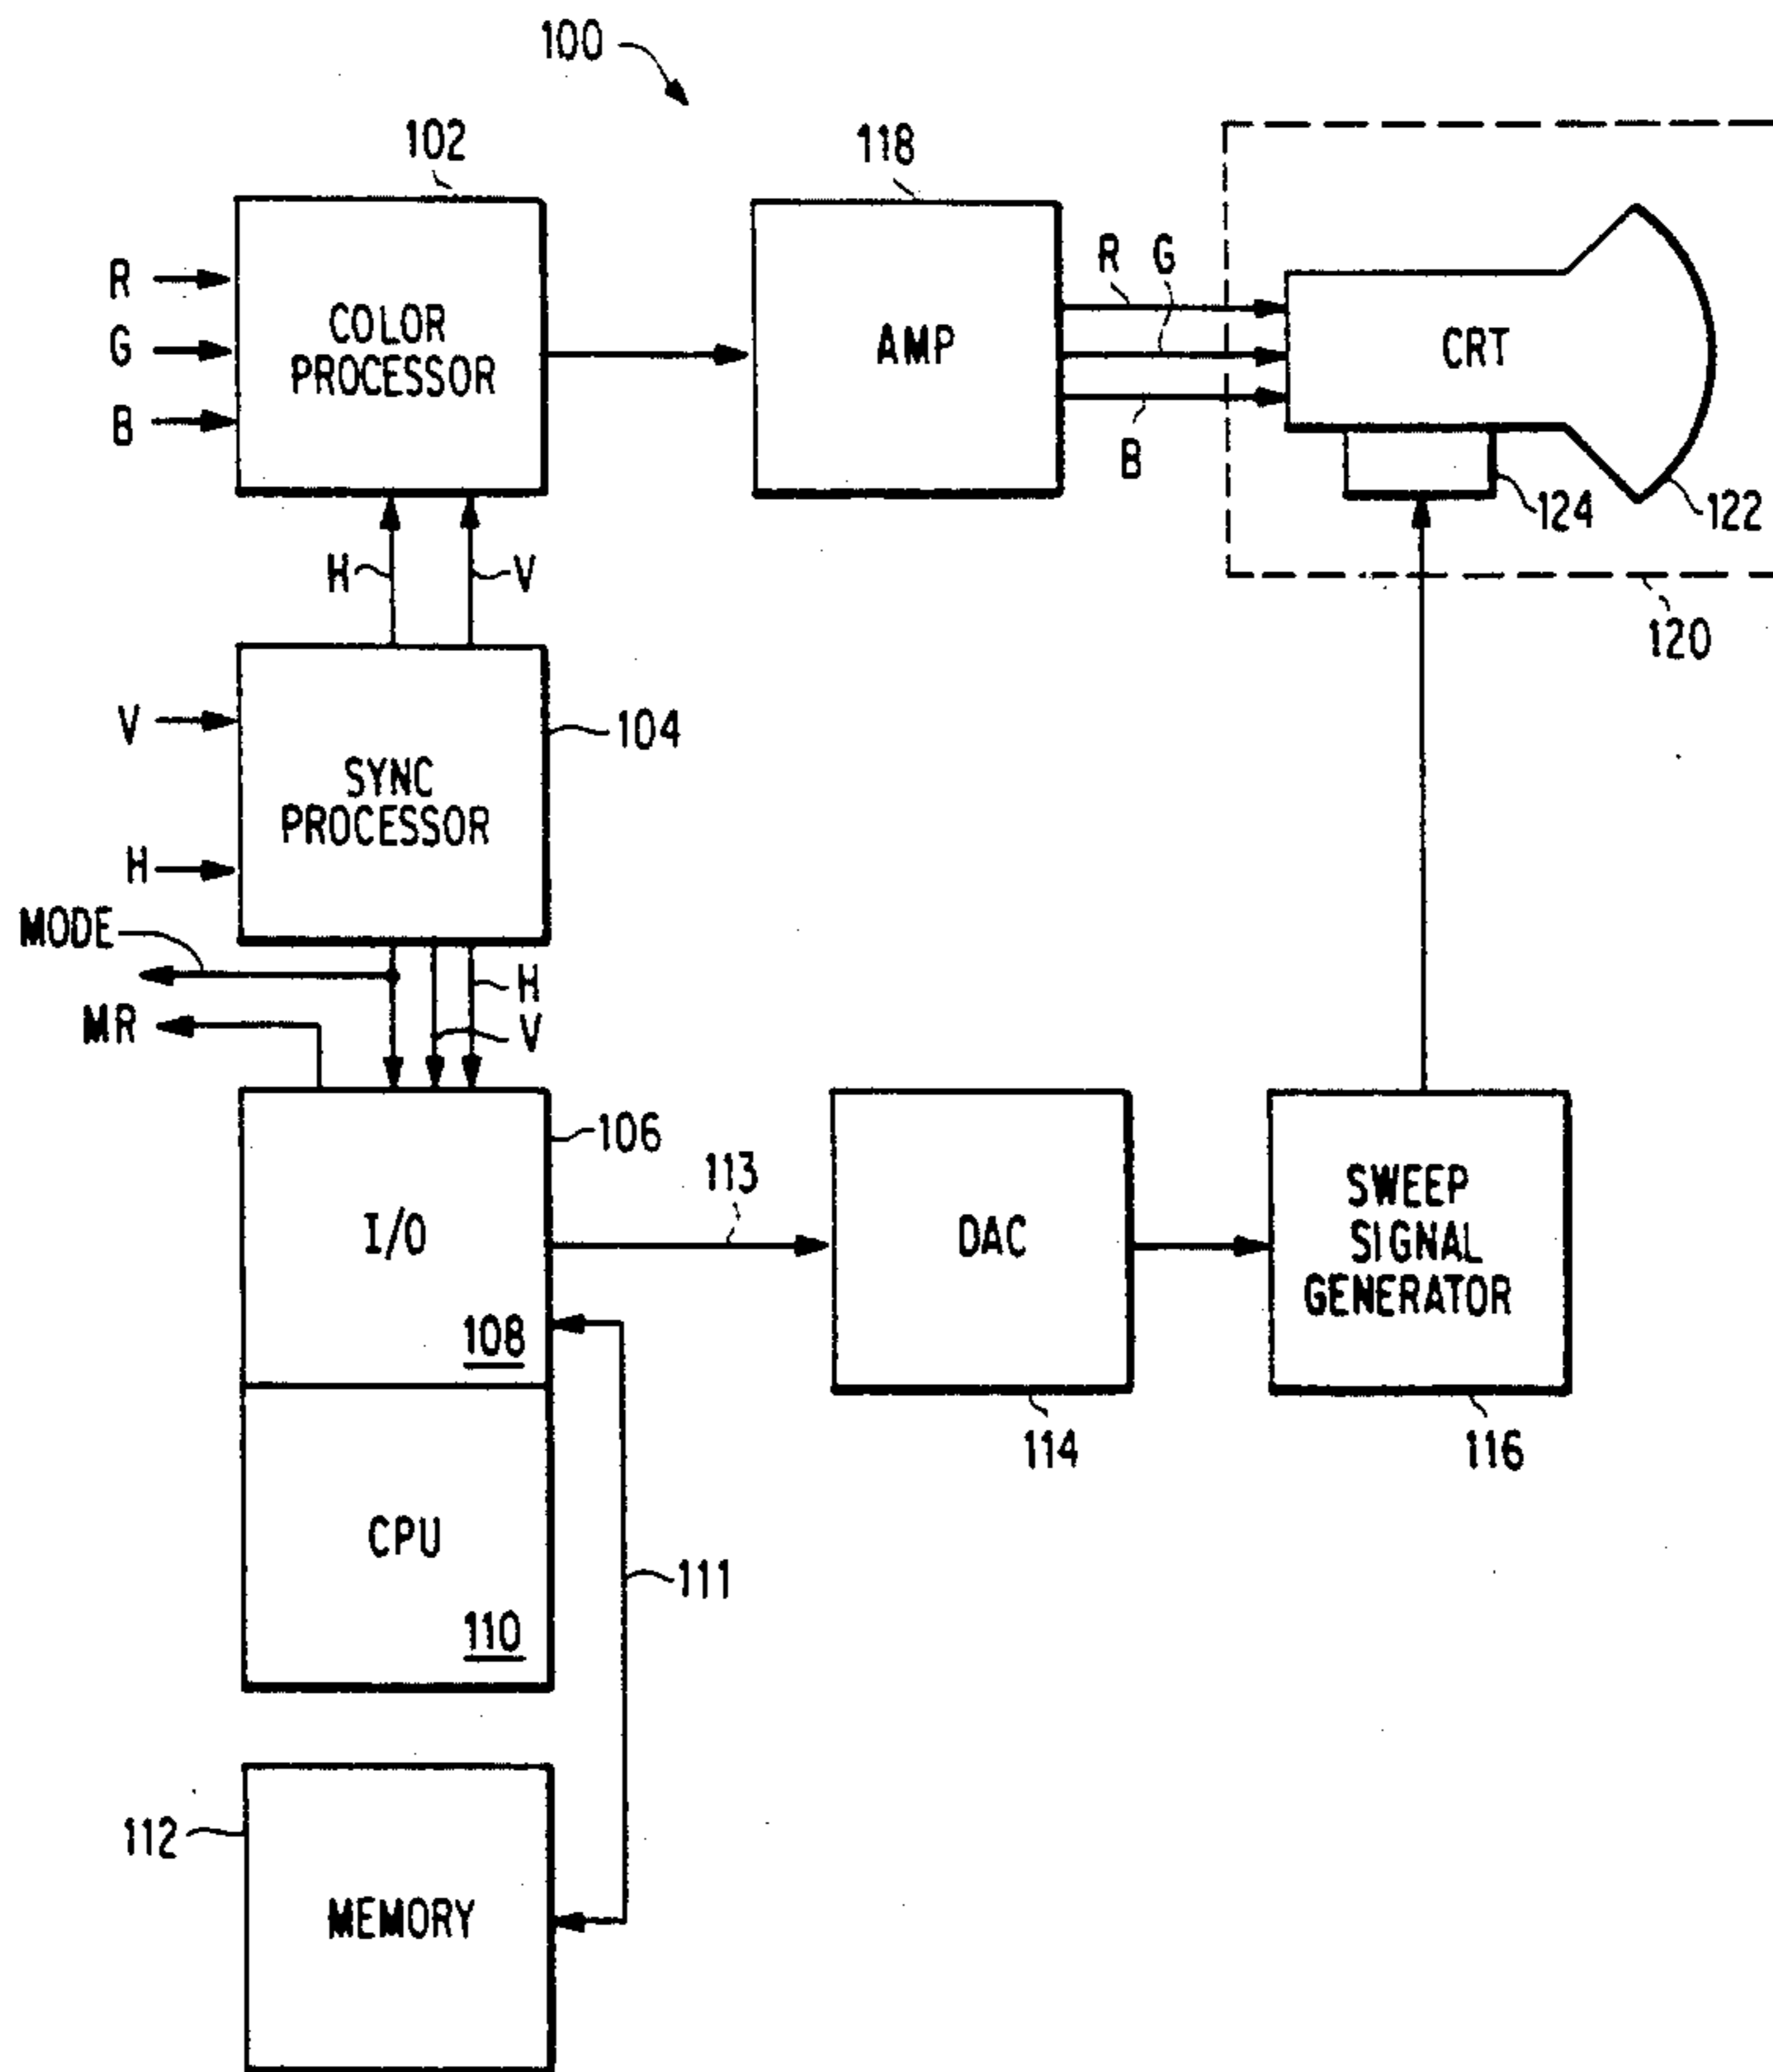 100
102
118
R
G
B
COLOR
PROCESSOR
AMP
R
G
B
CRT
124
122
120
H
V
V
H
SYNC
PROCESSOR
104
MODE
MR
H
V
106
I/O
108
113
DAC
114
SWEEP
SIGNAL
GENERATOR
116
CPU
110
111
112
MEMORY